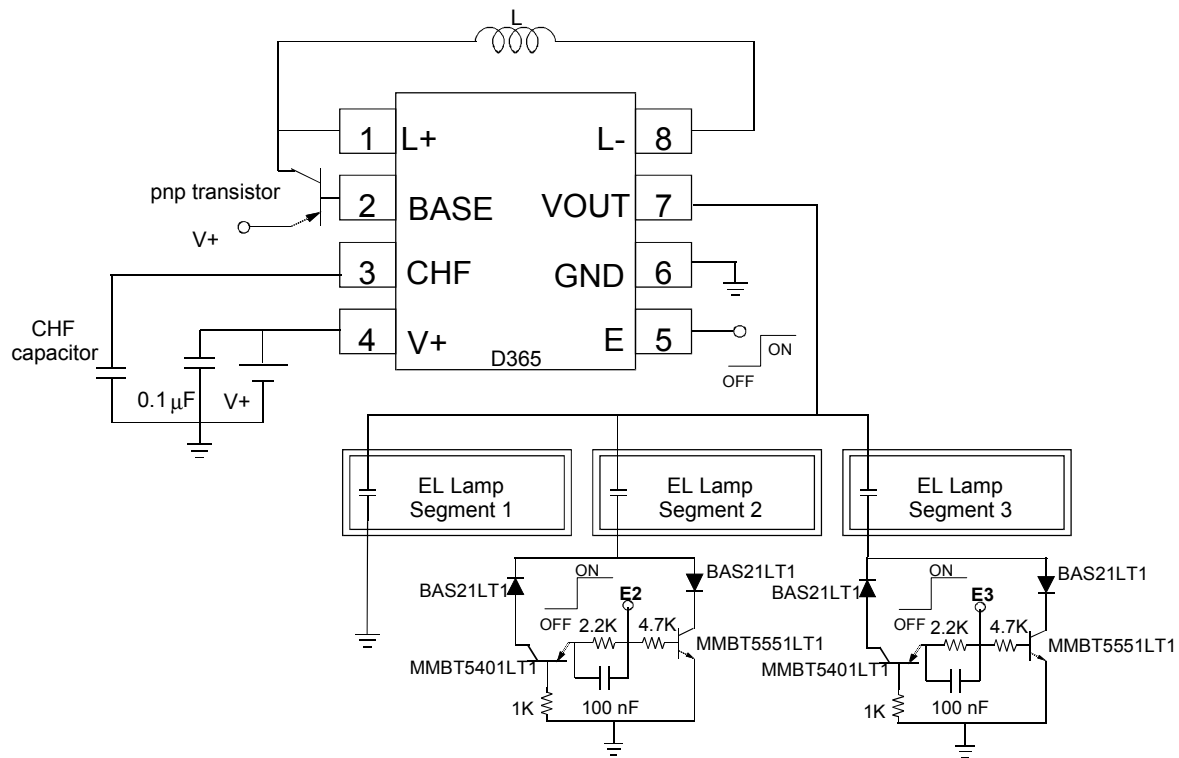 L
1
L+
L-
8
pnp transistor
2
BASE
VOUT
7
V+
3
CHF
GND
6
CHF
capacitor
4
V+
E
5
D365
ON
OFF
0.1 μF
V+
EL Lamp
Segment 1
EL Lamp
Segment 2
EL Lamp
Segment 3
BAS21LT1
ON
E2
OFF
2.2K
4.7K
BAS21LT1
MMBT5551LT1
MMBT5401LT1
1K
100 nF
BAS21LT1
ON
E3
OFF
2.2K
4.7K
BAS21LT1
MMBT5551LT1
MMBT5401LT1
1K
100 nF